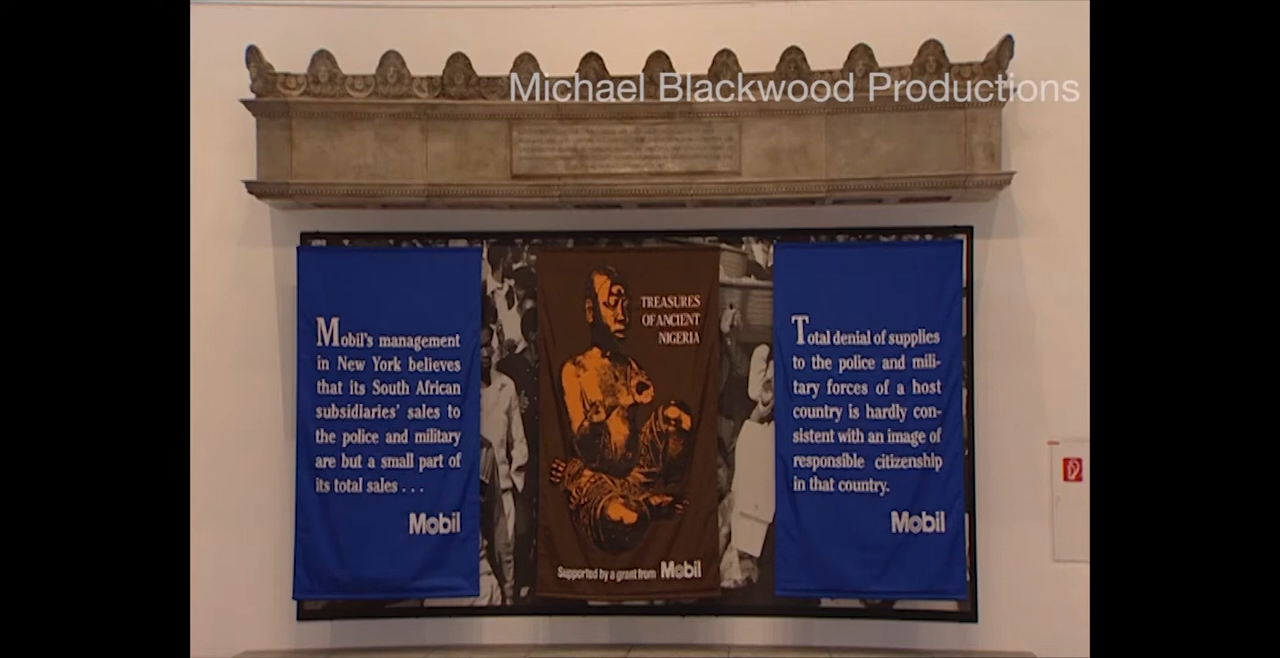 Michael Blackwood Productions
Mobil's management
in New York believes
that its South African
subsidiaries' sales to
the police and military
are but a small part of
its total sales . . .
Mobil
TREASURES
OF ANCIENT
NIGERIA
Supported by a grant from Mobil
Total denial of supplies
to the police and mili-
tary forces of a host
country is hardly con-
sistent with an image of
responsible citizenship
in that country.
Mobil